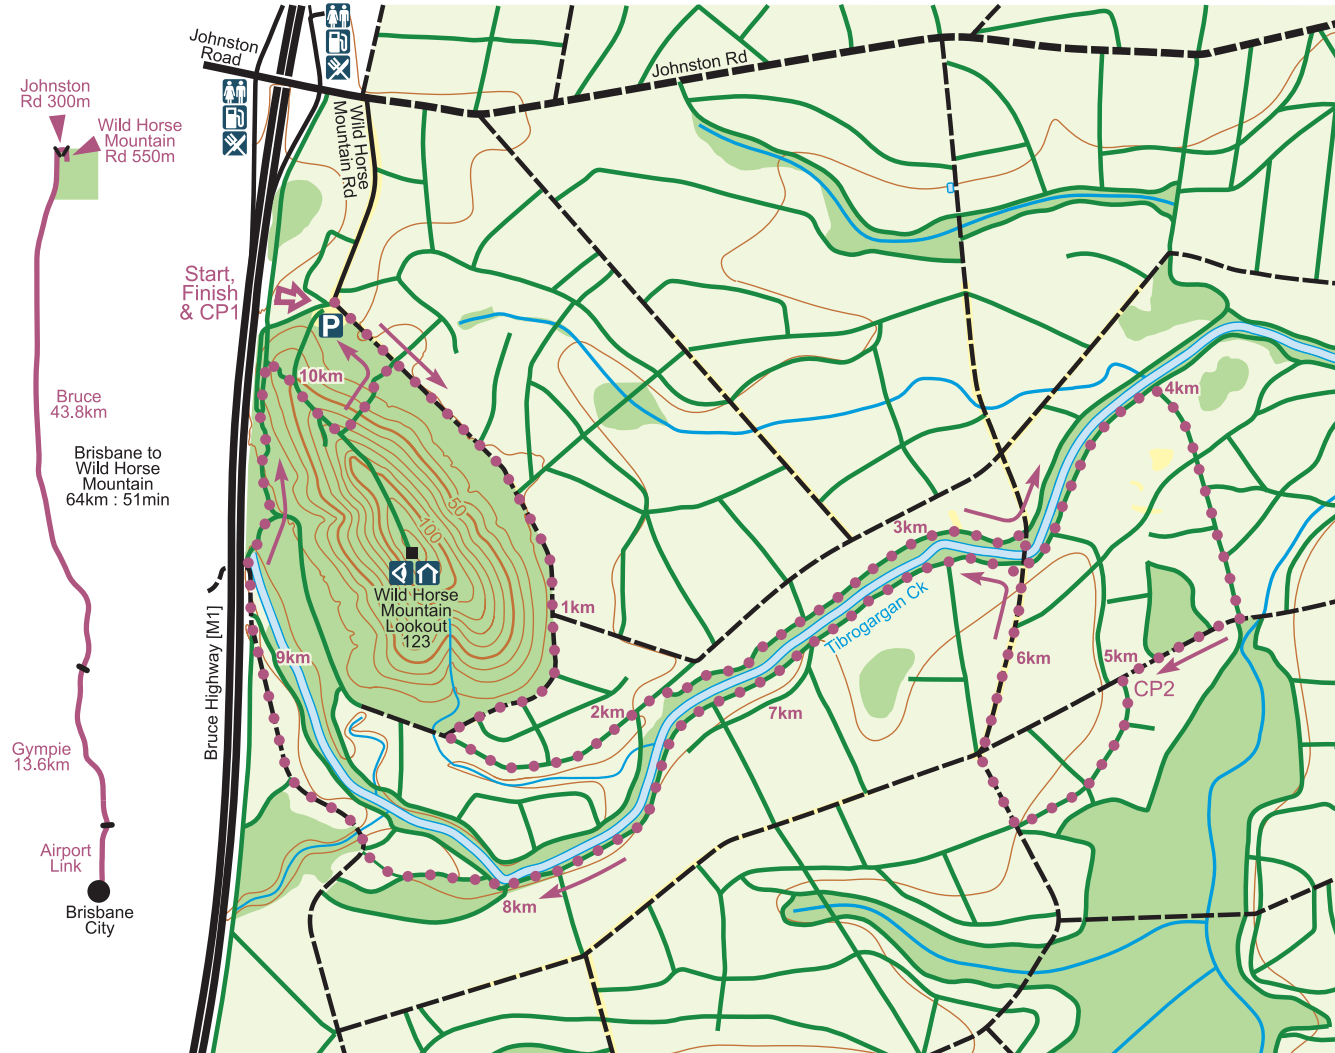 Johnston
Road
Johnston Rd
Wild Horse
Mountain Rd
Johnston
Rd 300m
Wild Horse
Mountain
Rd 550m
Start,
Finish
& CP1
P
10km
Bruce
43.8km
4km
Brisbane to
Wild Horse
Mountain
64km : 51min
50
100
3km
Wild Horse
Mountain
Lookout
123
1km
Tibrogargan Ck
Bruce Highway [M1]
9km
6km
5km
CP2
2km
7km
Gympie
13.6km
Airport
Link
8km
Brisbane
City